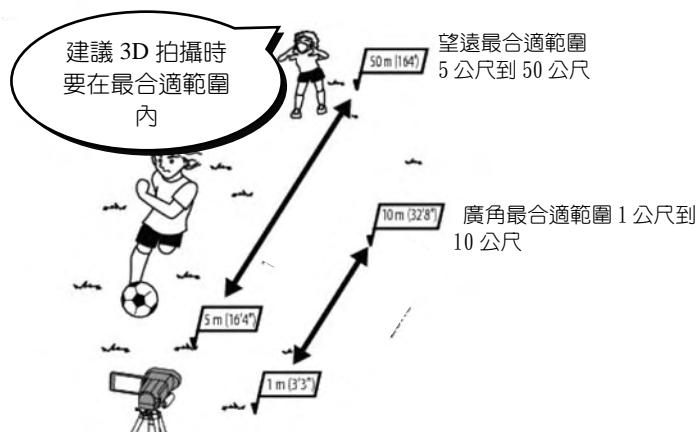 建議 3D 拍攝時
要在最合適範圍
內
50 m (164')
望遠最合適範圍
5 公尺到 50 公尺
10 m (32'8")
廣角最合適範圍 1 公尺到
10 公尺
5 m (16'4")
1 m (3'3")